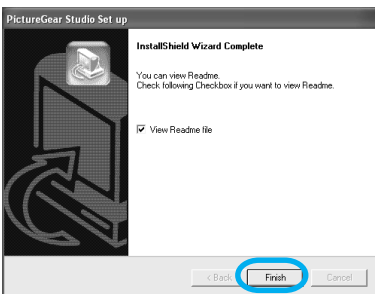 PictureGear Studio Set up
InstallShield Wizard Complete
You can view Readme.
Check following Checkbox if you want to view Readme.
View Readme file
< Back
Finish
Cancel